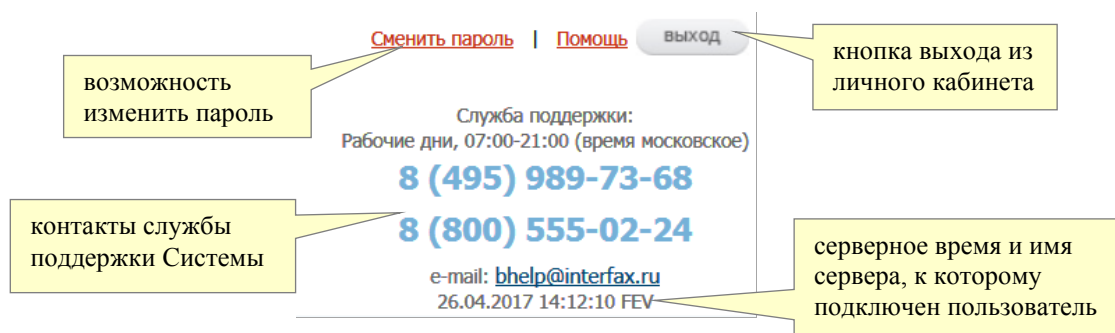 Сменить пароль | Помощь выход
кнопка выхода из
личного кабинета
возможность
изменить пароль
Служба поддержки:
Рабочие дни, 07:00-21:00 (время московское)
8 (495) 989-73-68
8 (800) 555-02-24
контакты службы
поддержки Системы
e-mail: bhelp@interfax.ru
26.04.2017 14:12:10 FEV
серверное время и имя
сервера, к которому
подключен пользователь